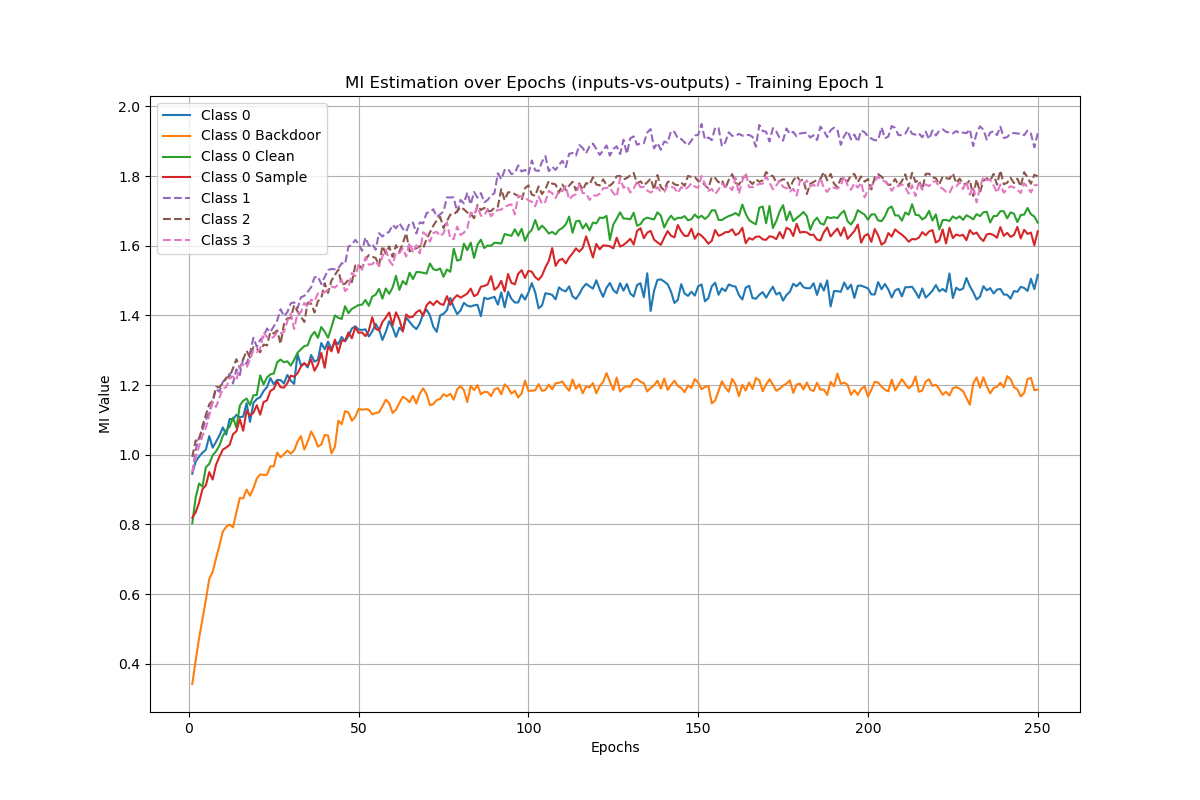 MI Estimation over Epochs (inputs-vs-outputs) - Training Epoch 1
Class 0
Class 0 Backdoor
Class 0 Clean
Class 0 Sample
Class 1
Class 2
Class 3
2.0
1.8
1.6
1.4
1.2
1.0
0.8
0.6
0.4
MI Value
0 50 100 150 200 250
Epochs